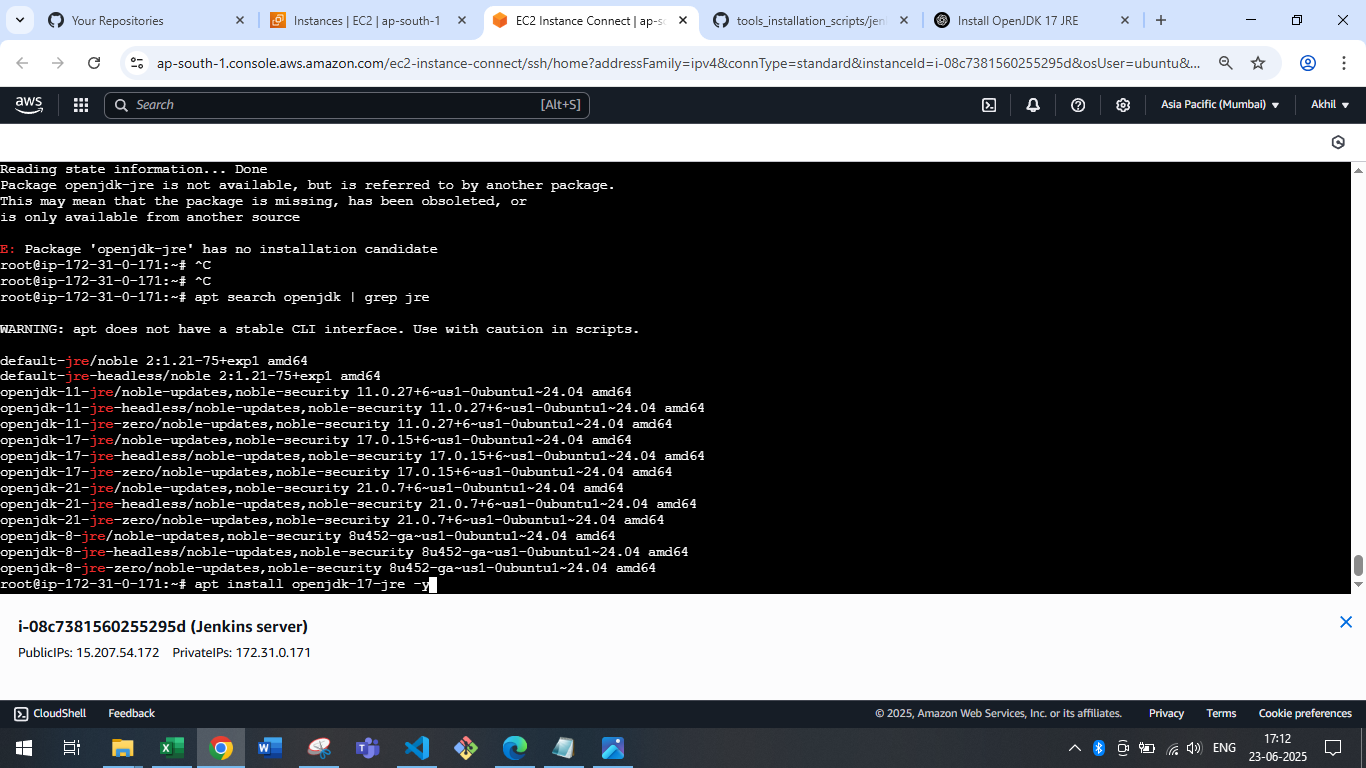 Your Repositories
Instances | EC2 | ap-south-1
EC2 Instance Connect | ap-so
tools_installation_scripts/jenk
Install OpenJDK 17 JRE
ap-south-1.console.aws.amazon.com/ec2-instance-connect/ssh/home?addressFamily=ipv4&connType=standard&instanceId=i-08c7381560255295d&osUser=ubuntu&...
aws
Search
[Alt+S]
Asia Pacific (Mumbai)
Akhil
Reading state information... Done
Package openjdk-jre is not available, but is referred to by another package.
This may mean that the package is missing, has been obsoleted, or
is only available from another source
E: Package 'openjdk-jre' has no installation candidate
root@ip-172-31-0-171:~# ^C
root@ip-172-31-0-171:~# ^C
root@ip-172-31-0-171:~# apt search openjdk | grep jre
WARNING: apt does not have a stable CLI interface. Use with caution in scripts.
default-jre/noble 2:1.21-75+exp1 amd64
default-jre-headless/noble 2:1.21-75+exp1 amd64
openjdk-11-jre/noble-updates,noble-security 11.0.27+6~us1-0ubuntu1~24.04 amd64
openjdk-11-jre-headless/noble-updates,noble-security 11.0.27+6~us1-0ubuntu1~24.04 amd64
openjdk-11-jre-zero/noble-updates,noble-security 11.0.27+6~us1-0ubuntu1~24.04 amd64
openjdk-17-jre/noble-updates,noble-security 17.0.15+6~us1-0ubuntu1~24.04 amd64
openjdk-17-jre-headless/noble-updates,noble-security 17.0.15+6~us1-0ubuntu1~24.04 amd64
openjdk-17-jre-zero/noble-updates,noble-security 17.0.15+6~us1-0ubuntu1~24.04 amd64
openjdk-21-jre/noble-updates,noble-security 21.0.7+6~us1-0ubuntu1~24.04 amd64
openjdk-21-jre-headless/noble-updates,noble-security 21.0.7+6~us1-0ubuntu1~24.04 amd64
openjdk-21-jre-zero/noble-updates,noble-security 21.0.7+6~us1-0ubuntu1~24.04 amd64
openjdk-8-jre/noble-updates,noble-security 8u452-ga~us1-0ubuntu1~24.04 amd64
openjdk-8-jre-headless/noble-updates,noble-security 8u452-ga~us1-0ubuntu1~24.04 amd64
openjdk-8-jre-zero/noble-updates,noble-security 8u452-ga~us1-0ubuntu1~24.04 amd64
root@ip-172-31-0-171:~# apt install openjdk-17-jre -y
i-08c7381560255295d (Jenkins server)
PublicIPs: 15.207.54.172 PrivateIPs: 172.31.0.171
CloudShell
Feedback
© 2025, Amazon Web Services, Inc. or its affiliates.
Privacy
Terms
Cookie preferences
ENG
17:12
23-06-2025